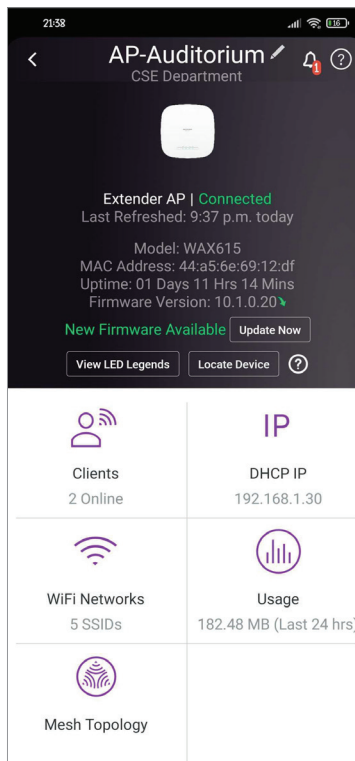 21:38
16
AP-Auditorium
1
?
CSE Department
Extender AP | Connected
Last Refreshed: 9:37 p.m. today
Model: WAX615
MAC Address: 44:a5:6e:69:12:df
Uptime: 01 Days 11 Hrs 14 Mins
Firmware Version: 10.1.0.20
New Firmware Available Update Now
View LED Legends Locate Device ?
IP
Clients DHCP IP
2 Online 192.168.1.30
WiFi Networks Usage
5 SSIDs 182.48 MB (Last 24 hrs)
Mesh Topology